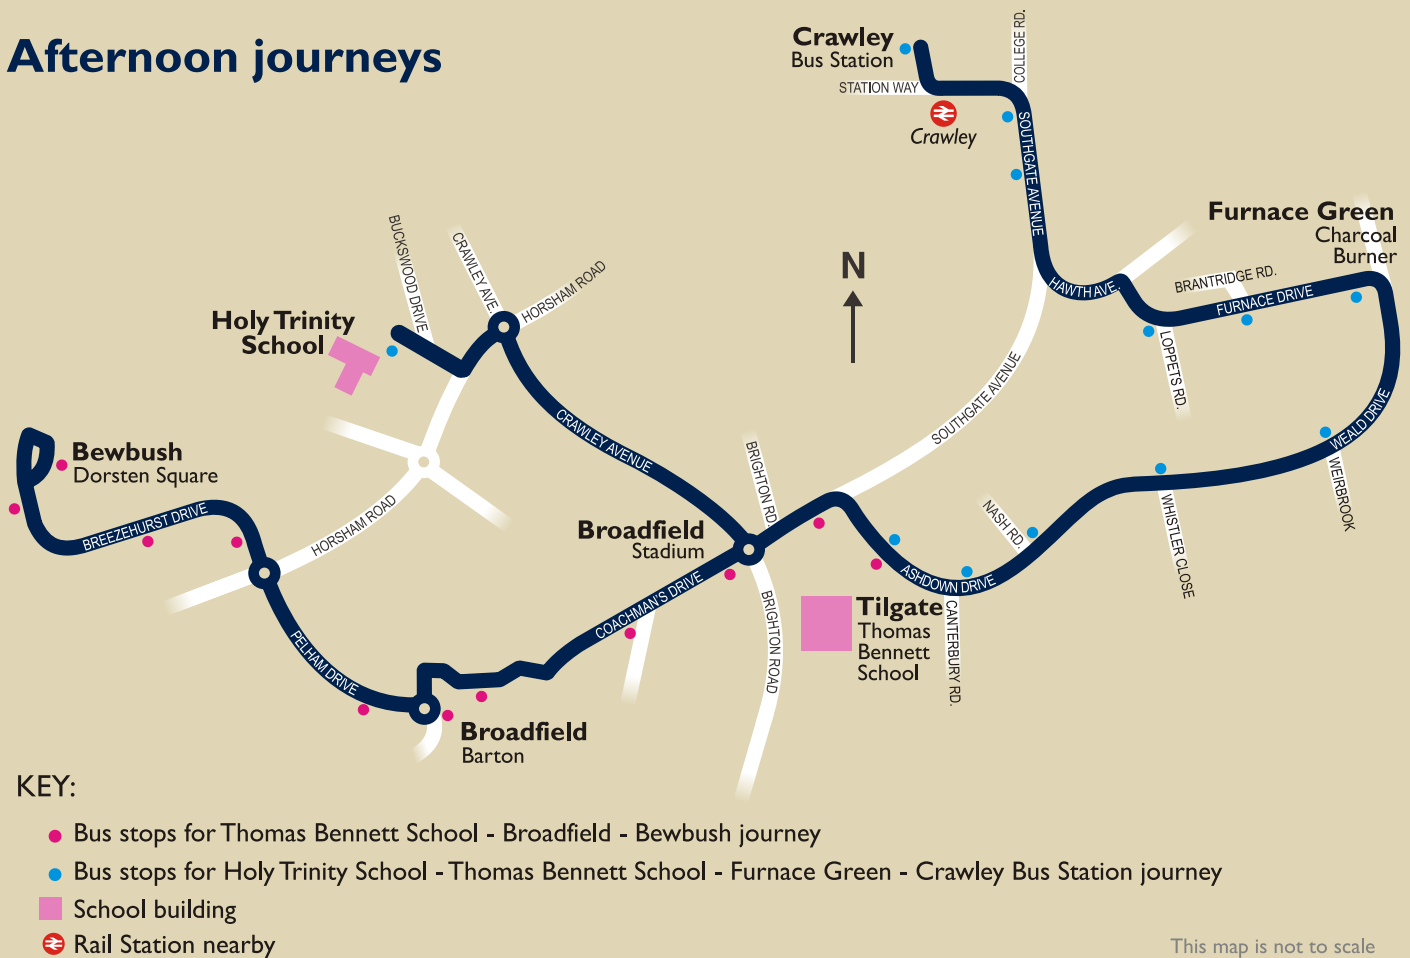 Afternoon journeys
Crawley
Bus Station
STATION WAY
COLLEGE RD.
Crawley
SOUTHGATE AVENUE
Furnace Green
Charcoal
Burner
N
HAWTH AVE.
BRANTRIDGE RD.
FURNACE DRIVE
LOPPETS RD.
BUCKSWOOD DRIVE
CRAWLEY AVE.
HORSHAM ROAD
Holy Trinity
School
SOUTHGATE AVENUE
WEALD DRIVE
WEIRBROOK
CRAWLEY AVENUE
Bewbush
Dorsten Square
BREEZEHURST DRIVE
HORSHAM ROAD
BRIGHTON RD.
Broadfield
Stadium
NASH RD.
WHISTLER CLOSE
ASHDOWN DRIVE
COACHMAN'S DRIVE
BRIGHTON ROAD
Tilgate
Thomas
Bennett
School
CANTERBURY RD.
PELHAM DRIVE
Broadfield
Barton
KEY:
Bus stops for Thomas Bennett School - Broadfield - Bewbush journey
Bus stops for Holy Trinity School - Thomas Bennett School - Furnace Green - Crawley Bus Station journey
School building
Rail Station nearby
This map is not to scale